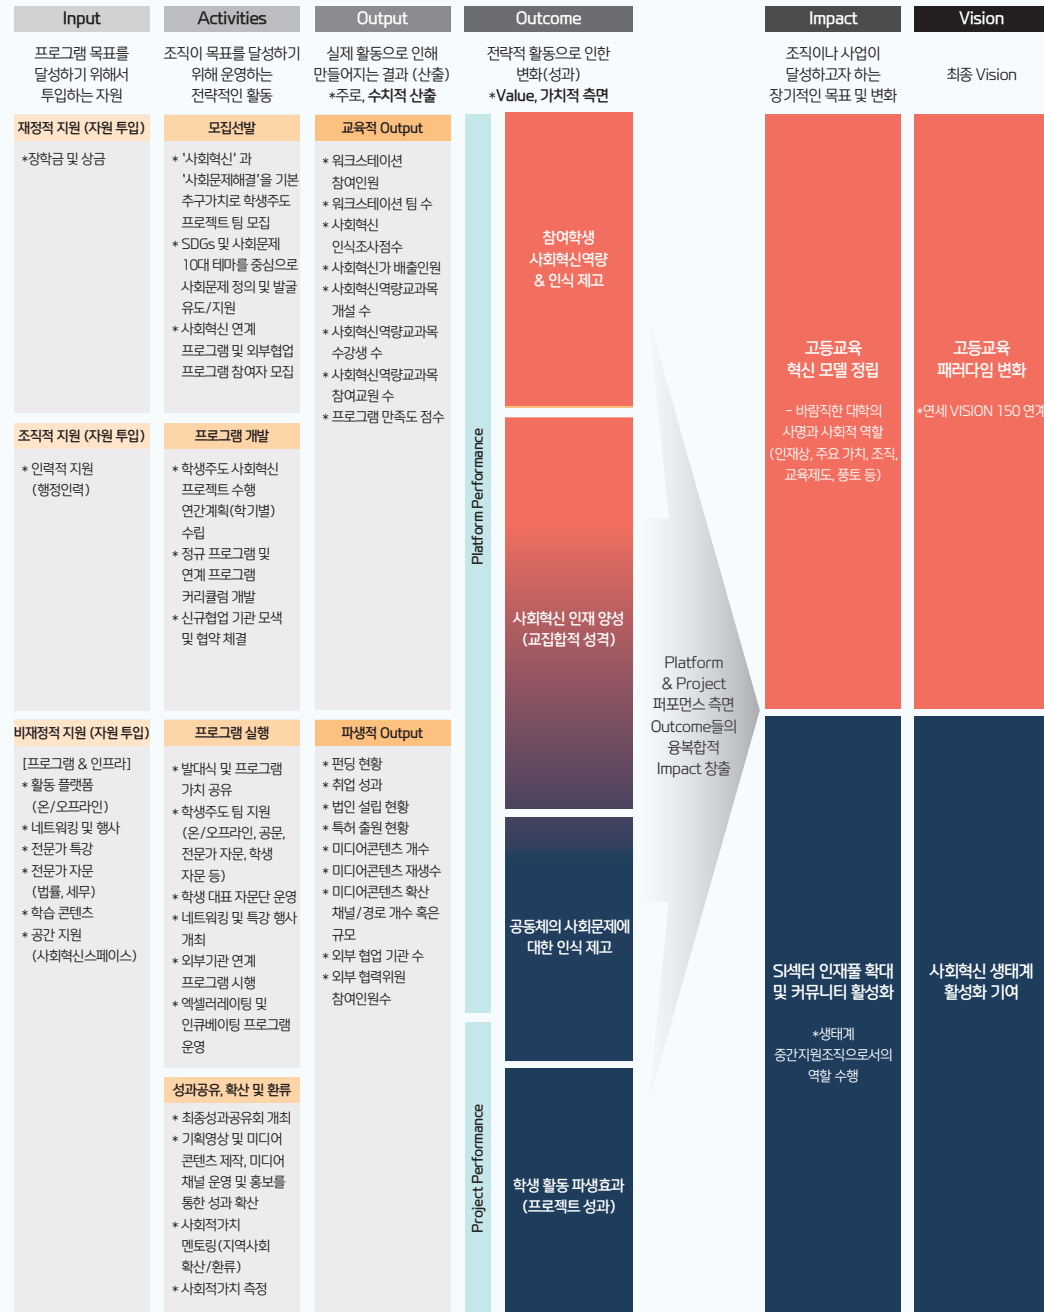 Input
프로그램 목표를
달성하기 위해서
투입하는 자원
재정적 지원 (자원 투입)
*장학금 및 상금
조직적 지원 (자원 투입)
* 인력적 지원
(행정인력)
비재정적 지원 (자원 투입)
[프로그램 & 인프라]
* 활동 플랫폼
(온/오프라인)
* 네트워킹 및 행사
* 전문가 특강
* 전문가 자문
(법률, 세무)
* 학습 콘텐츠
* 공간 지원
(사회혁신스페이스)
Activities
조직이 목표를 달성하기
위해 운영하는
전략적인 활동
모집선발
* '사회혁신' 과
'사회문제해결'을 기본
추구가치로 학생주도
프로젝트 팀 모집
* SDGs 및 사회문제
10대 테마를 중심으로
사회문제 정의 및 발굴
유도/지원
* 사회혁신 연계
프로그램 및 외부협업
프로그램 참여자 모집
프로그램 개발
* 학생주도 사회혁신
프로젝트 수행
연간계획(학기별)
수립
* 정규 프로그램 및
연계 프로그램
커리큘럼 개발
* 신규협업 기관 모색
및 협약 체결
프로그램 실행
* 발대식 및 프로그램
가치 공유
* 학생주도 팀 지원
(온/오프라인, 공문,
전문가 자문, 학생
자문 등)
* 학생 대표 자문단 운영
* 네트워킹 및 특강 행사
개최
* 외부기관 연계
프로그램 시행
* 엑셀러레이팅 및
인큐베이팅 프로그램
운영
성과공유, 확산 및 환류
* 최종성과공유회 개최
* 기획영상 및 미디어
콘텐츠 제작, 미디어
채널 운영 및 홍보를
통한 성과 확산
* 사회적가치
멘토링(지역사회
확산/환류)
* 사회적가치 측정
Output
실제 활동으로 인해
만들어지는 결과 (산출)
*주로, 수치적 산출
교육적 Output
* 워크스테이션
참여인원
* 워크스테이션 팀 수
* 사회혁신
인식조사점수
* 사회혁신가 배출인원
* 사회혁신역량교과목
개설 수
* 사회혁신역량교과목
수강생 수
* 사회혁신역량교과목
참여교원 수
* 프로그램 만족도 점수
파생적 Output
* 펀딩 현황
* 취업 성과
* 법인 설립 현황
* 특허 출원 현황
* 미디어콘텐츠 개수
* 미디어콘텐츠 재생수
* 미디어콘텐츠 확산
채널/경로 개수 혹은
규모
* 외부 협업 기관 수
* 외부 협력위원
참여인원수
Outcome
전략적 활동으로 인한
변화(성과)
*Value, 가치적 측면
Platform Performance
Project Performance
참여학생
사회혁신역량
& 인식 제고
사회혁신 인재 양성
(교집합적 성격)
공동체의 사회문제에
대한 인식 제고
학생 활동 파생효과
(프로젝트 성과)
Platform
& Project
퍼포먼스 측면
Outcome들의
융복합적
Impact 창출
Impact
조직이나 사업이
달성하고자 하는
장기적인 목표 및 변화
고등교육
혁신 모델 정립
- 바람직한 대학의
사명과 사회적 역할
(인재상, 주요 가치, 조직,
교육제도, 풍토 등)
SI섹터 인재풀 확대
및 커뮤니티 활성화
*생태계
중간지원조직으로서의
역할 수행
Vision
최종 Vision
고등교육
패러다임 변화
*연세 VISION 150 연계
사회혁신 생태계
활성화 기여